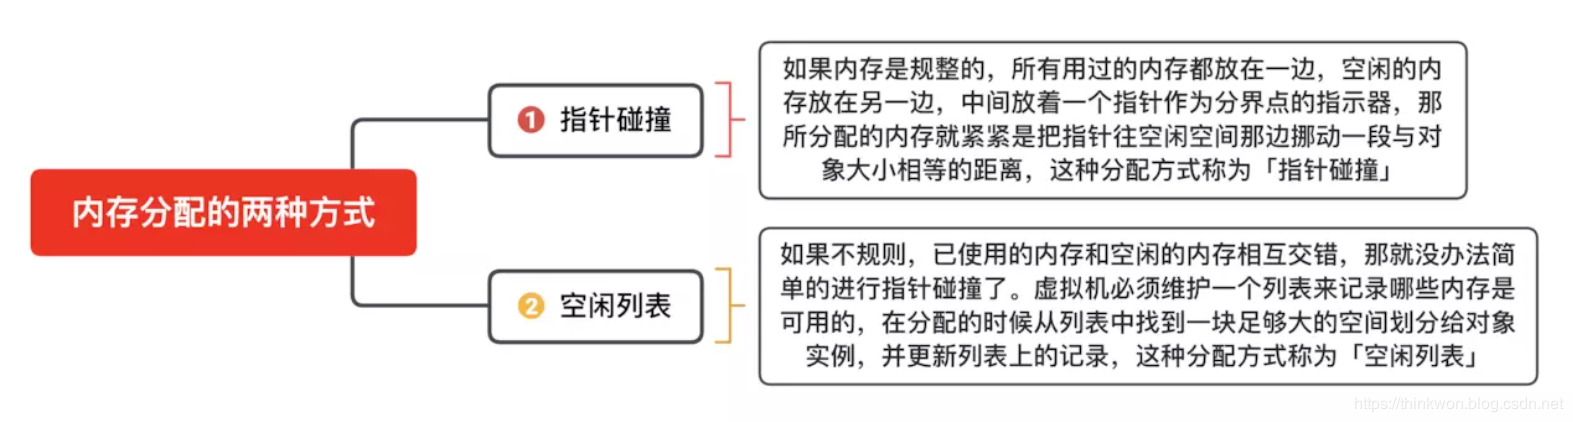 内存分配的两种方式
1 指针碰撞
如果内存是规整的，所有用过的内存都放在一边，空闲的内
存放在另一边，中间放着一个指针作为分界点的指示器，那
所分配的内存就紧紧是把指针往空闲空间那边挪动一段与对
象大小相等的距离，这种分配方式称为「指针碰撞」
2 空闲列表
如果不规则，已使用的内存和空闲的内存相互交错，那就没办法简
单的进行指针碰撞了。虚拟机必须维护一个列表来记录哪些内存是
可用的，在分配的时候从列表中找到一块足够大的空间划分给对象
实例，并更新列表上的记录，这种分配方式称为「空闲列表」
https://thinkwon.blog.csdn.net